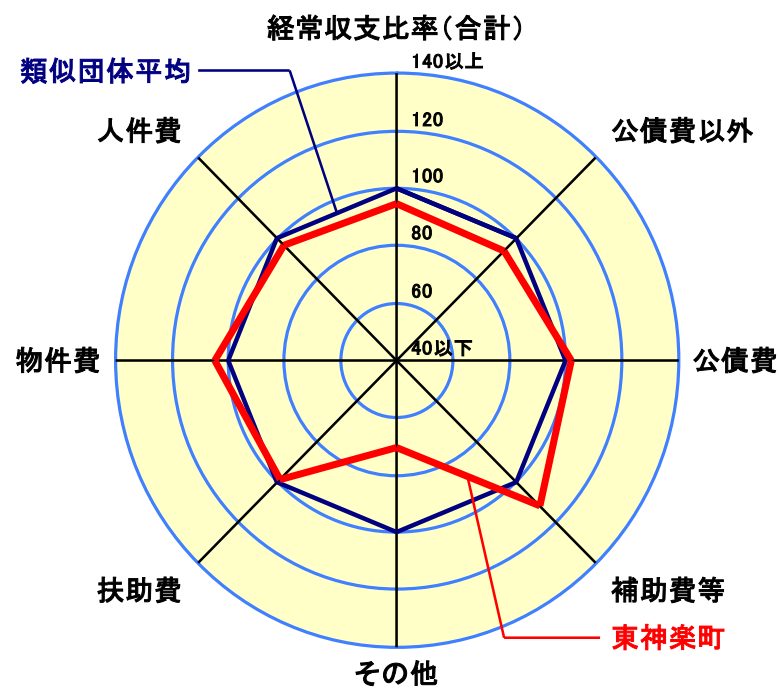 経常収支比率（合計）
140以上
類似団体平均
人件費
公債費以外
120
100
80
60
40以下
物件費
公債費
扶助費
補助費等
東神楽町
その他